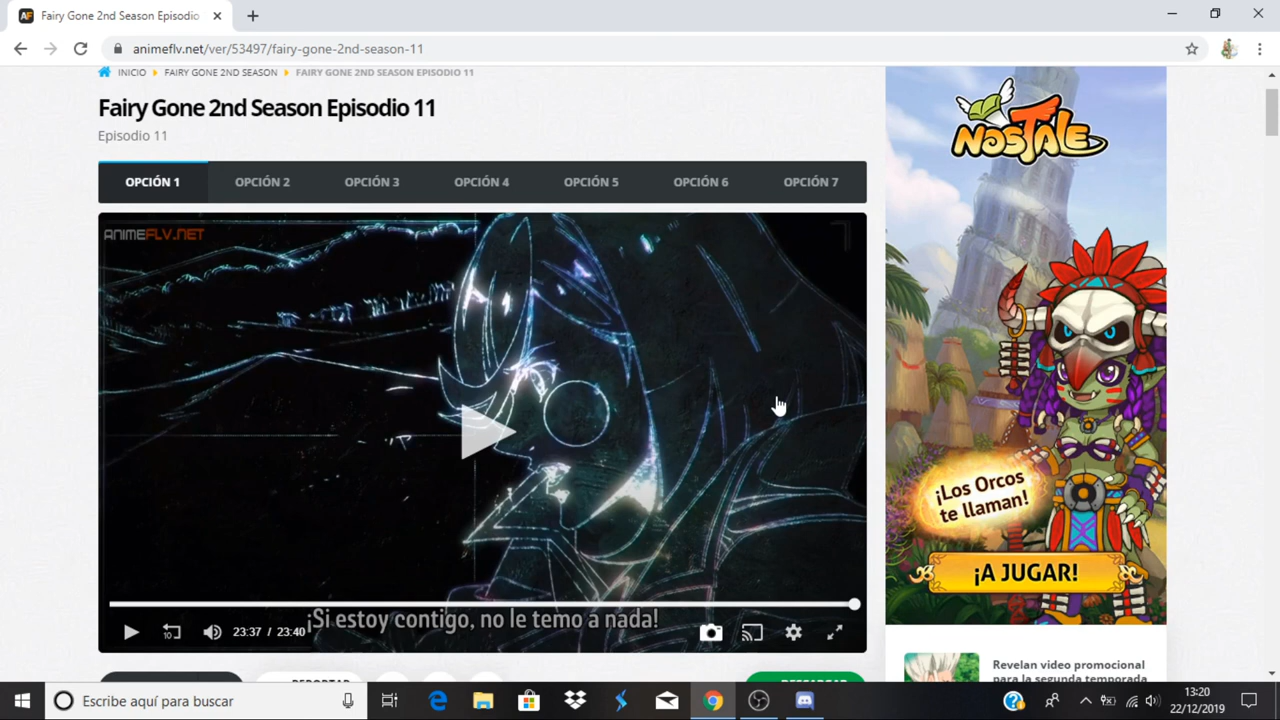 Fairy Gone 2nd Season Episodio
animeflv.net/ver/53497/fairy-gone-2nd-season-11
INICIO FAIRY GONE 2ND SEASON FAIRY GONE 2ND SEASON EPISODIO 11
Fairy Gone 2nd Season Episodio 11
Episodio 11
OPCIÓN 1 OPCIÓN 2 OPCIÓN 3 OPCIÓN 4 OPCIÓN 5 OPCIÓN 6 OPCIÓN 7
ANIMEFLV.NET
¡Si estoy contigo, no le temo a nada!
10 23:37 / 23:40
REPORTAR DESCARGAR
NosTale
¡Los Orcos
te llaman!
¡A JUGAR!
Revelan video promocional
para la segunda temporada
Escribe aquí para buscar
13:20
22/12/2019